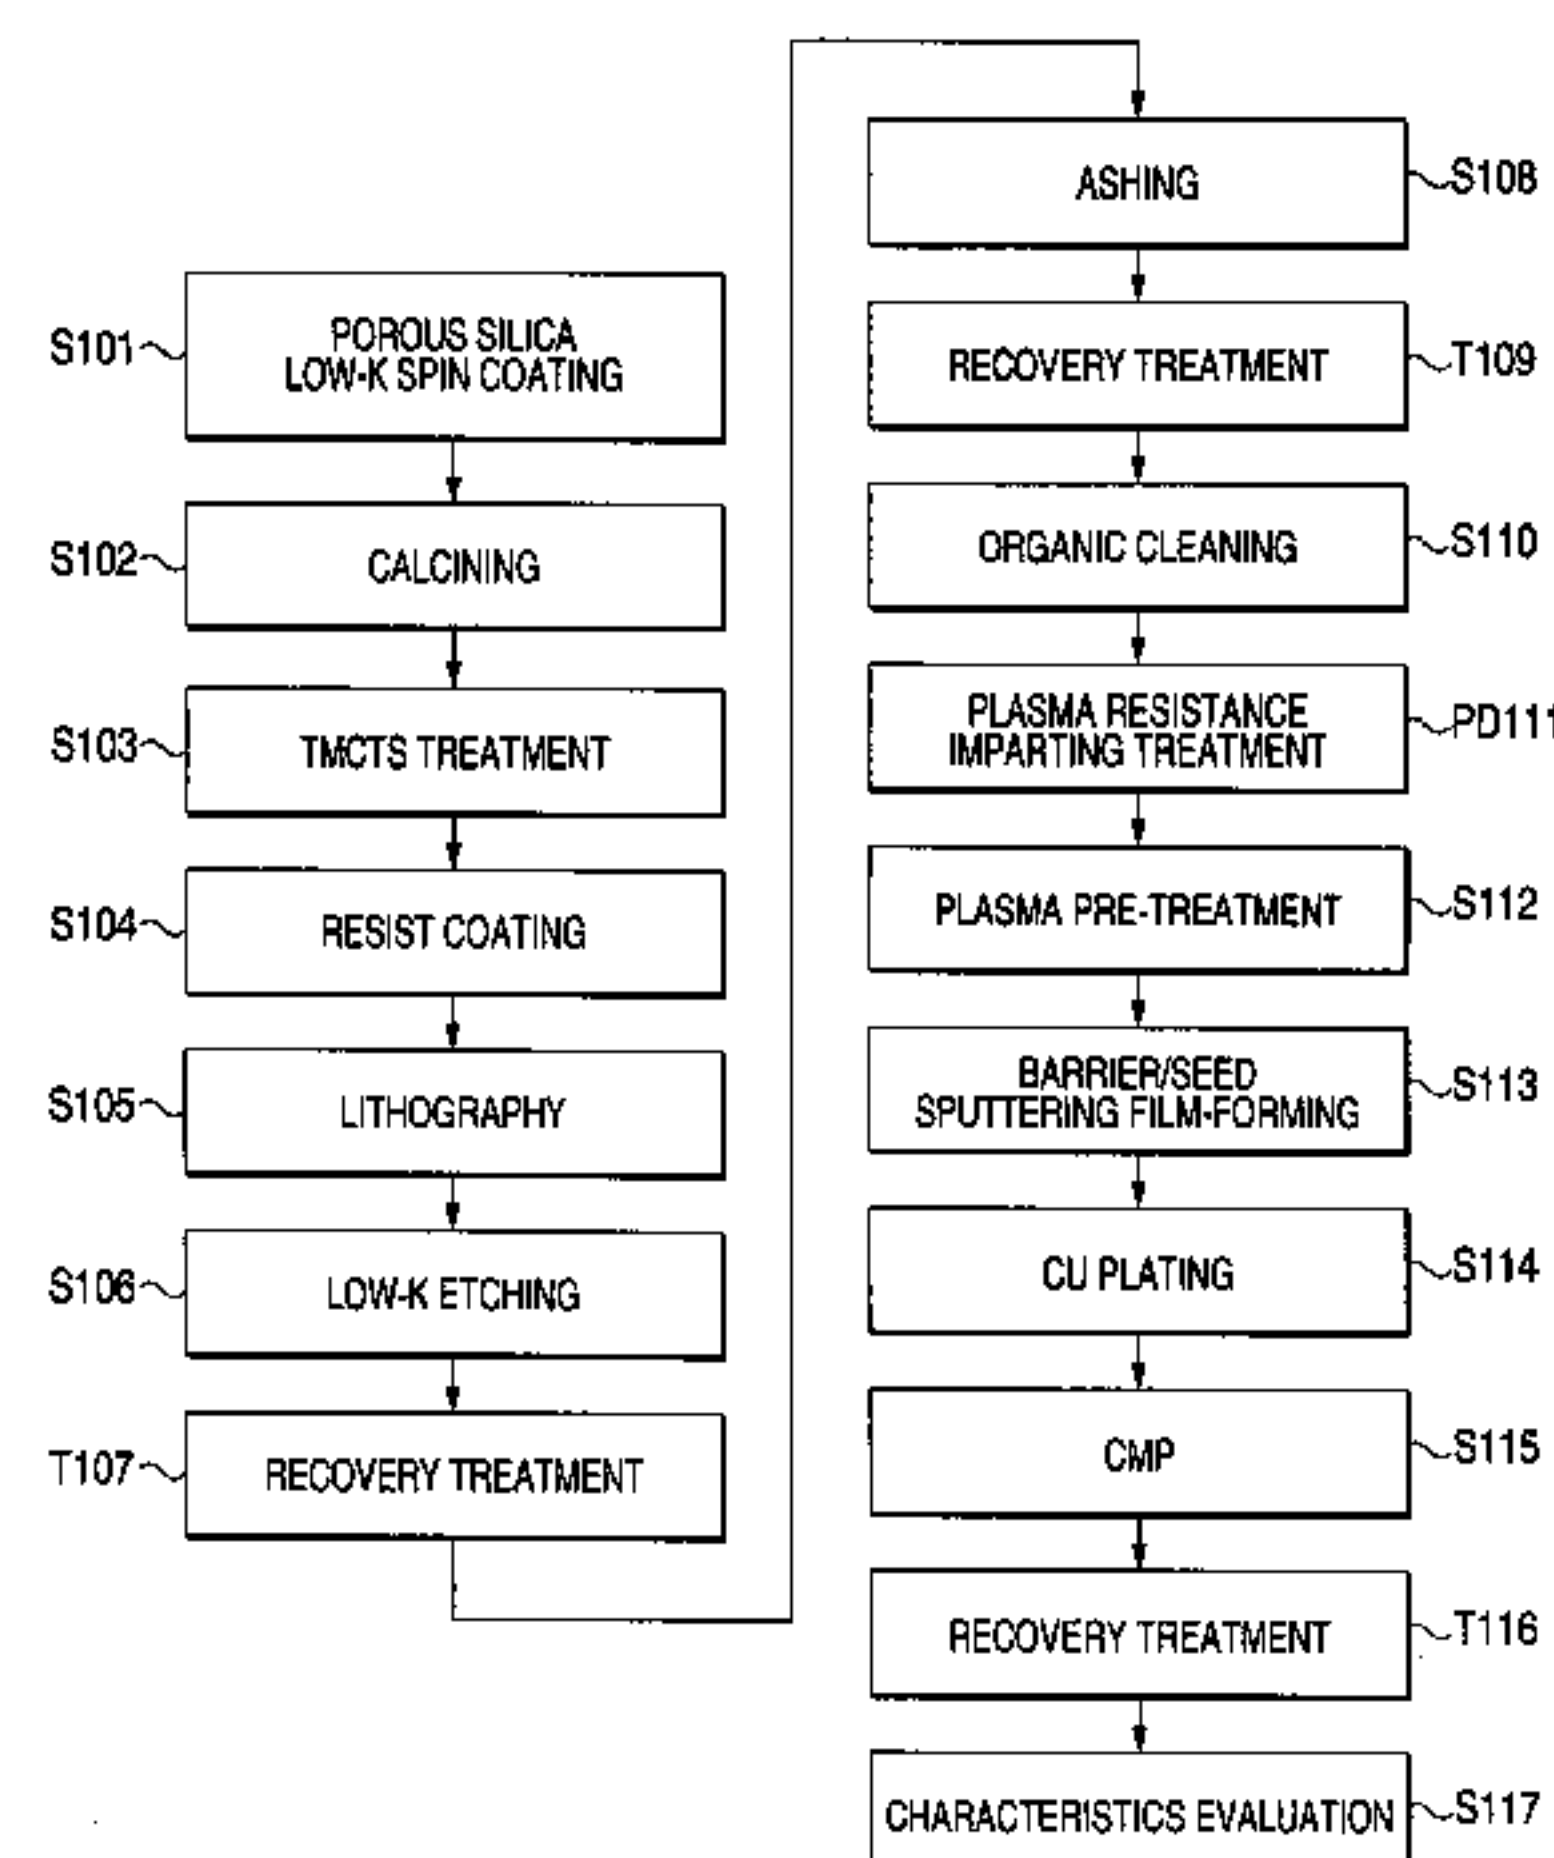 S101
POROUS SILICA
LOW-K SPIN COATING
S102
CALCINING
S103
TMCTS TREATMENT
S104
RESIST COATING
S105
LITHOGRAPHY
S106
LOW-K ETCHING
T107
RECOVERY TREATMENT
ASHING
S108
RECOVERY TREATMENT
T109
ORGANIC CLEANING
S110
PLASMA RESISTANCE
IMPARTING TREATMENT
PD111
PLASMA PRE-TREATMENT
S112
BARRIER/SEED
SPUTTERING FILM-FORMING
S113
CU PLATING
S114
CMP
S115
RECOVERY TREATMENT
T116
CHARACTERISTICS EVALUATION
S117